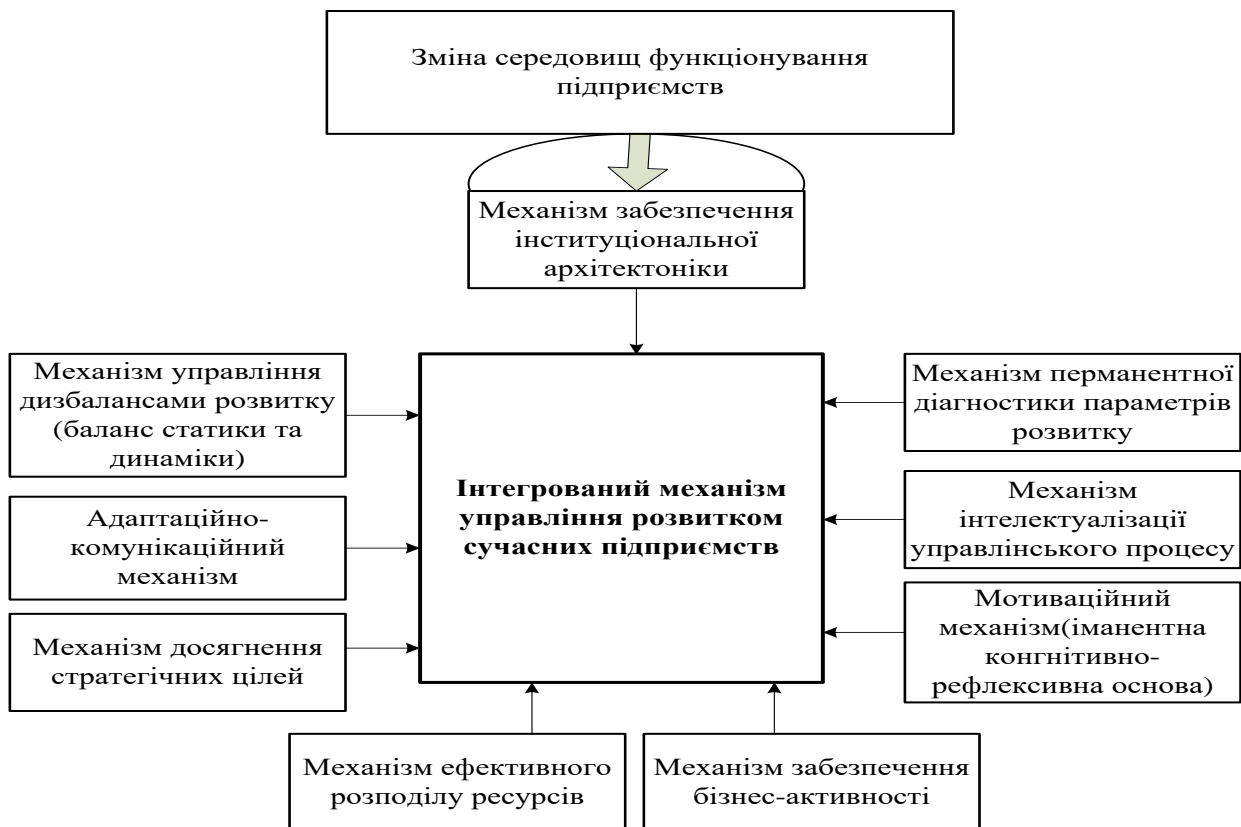 Зміна середовищ функціонування
підприємств
Механізм забезпечення
інституціональної
архітектоніки
Механізм управління
дизбалансами розвитку
(баланс статики та
динаміки)
Адаптаційно-
комунікаційний
механізм
Механізм досягнення
стратегічних цілей
Інтегрований механізм
управління розвитком
сучасних підприємств
Механізм перманентної
діагностики параметрів
розвитку
Механізм
інтелектуалізації
управлінського процесу
Мотиваційний
механізм(іманентна
конгнітивно-
рефлексивна основа)
Механізм ефективного
розподілу ресурсів
Механізм забезпечення
бізнес-активності